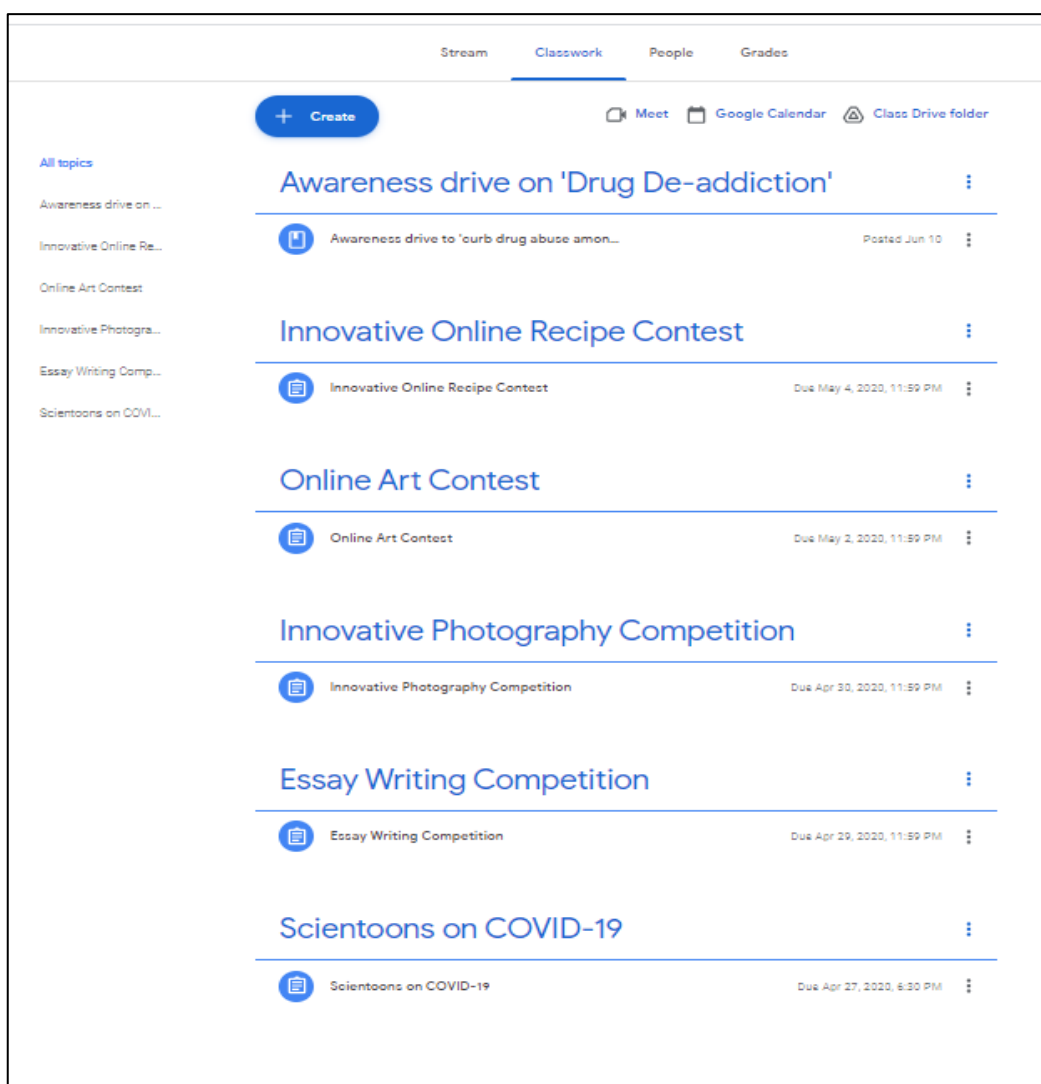 Stream Classwork People Grades
+ Create Meet Google Calendar Class Drive folder
All topics
Awareness drive on ...
Innovative Online Re...
Online Art Contest
Innovative Photogra...
Essay Writing Comp...
Scientoons on COVI...
Awareness drive on 'Drug De-addiction'
Awareness drive to 'curb drug abuse amon... Posted Jun 10
Innovative Online Recipe Contest
Innovative Online Recipe Contest Due May 4, 2020, 11:59 PM
Online Art Contest
Online Art Contest Due May 2, 2020, 11:59 PM
Innovative Photography Competition
Innovative Photography Competition Due Apr 30, 2020, 11:59 PM
Essay Writing Competition
Essay Writing Competition Due Apr 29, 2020, 11:59 PM
Scientoons on COVID-19
Scientoons on COVID-19 Due Apr 27, 2020, 6:30 PM